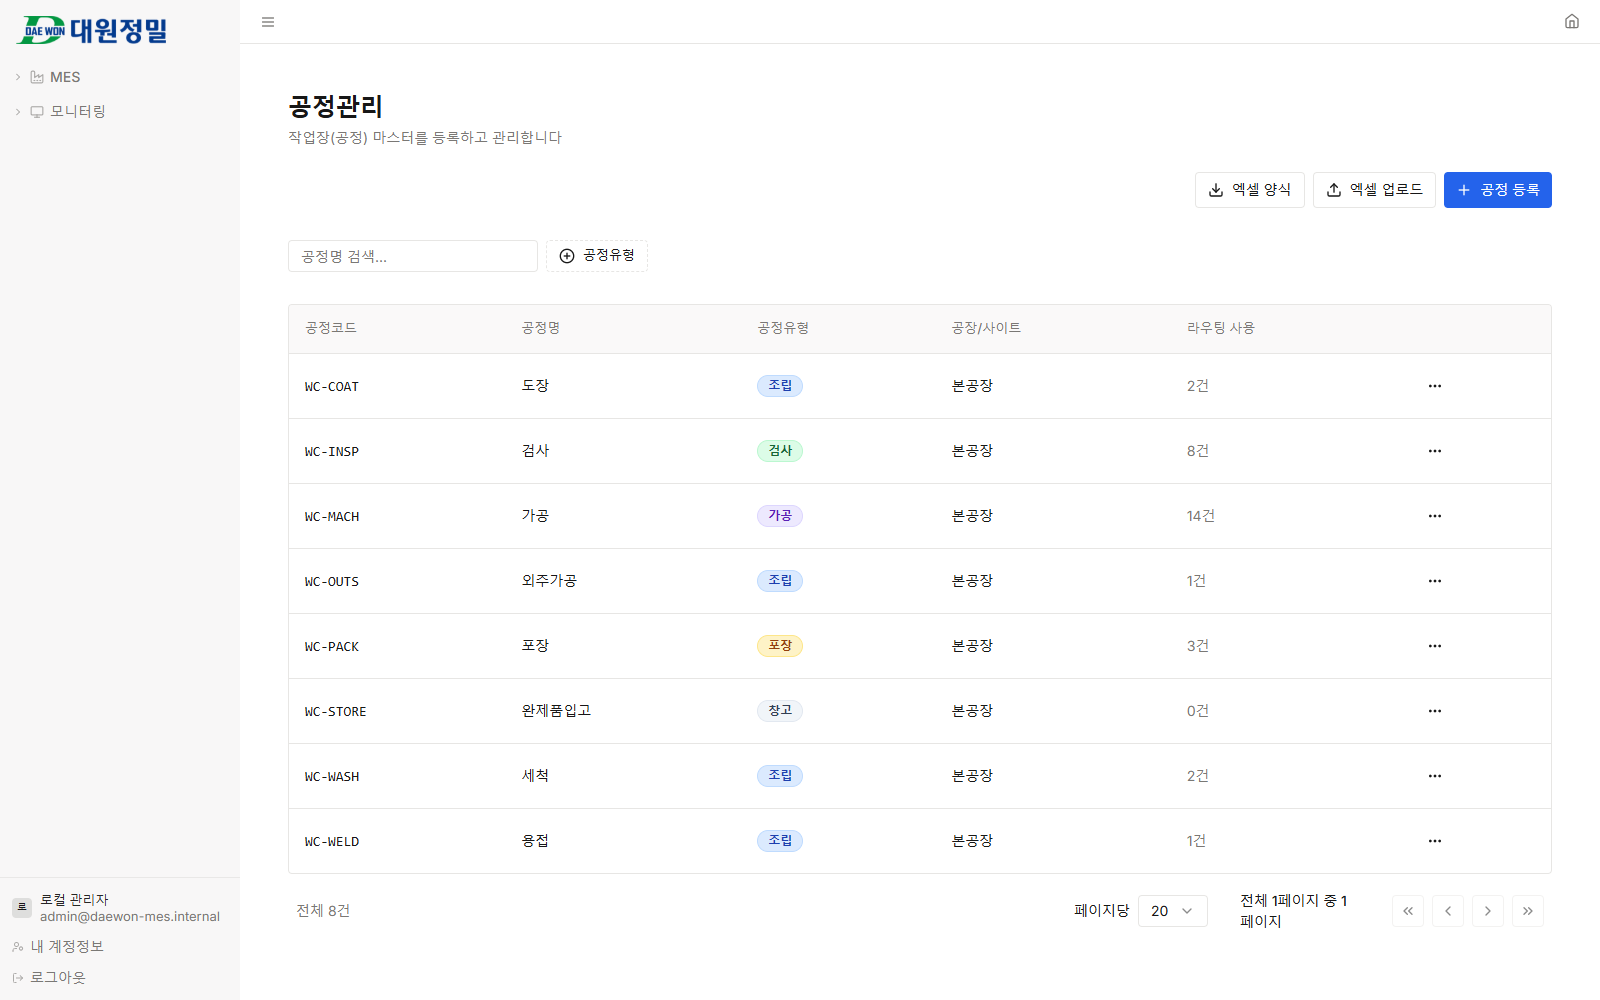 DAE WON 대원정밀
MES
모니터링
공정관리
작업장(공정) 마스터를 등록하고 관리합니다
엑셀 양식
엑셀 업로드
공정 등록
공정명 검색...
공정유형
공정코드 공정명 공정유형 공장/사이트 라우팅 사용
WC-COAT 도장 조립 본공장 2건
WC-INSP 검사 검사 본공장 8건
WC-MACH 가공 가공 본공장 14건
WC-OUTS 외주가공 조립 본공장 1건
WC-PACK 포장 포장 본공장 3건
WC-STORE 완제품입고 창고 본공장 0건
WC-WASH 세척 조립 본공장 2건
WC-WELD 용접 조립 본공장 1건
전체 8건
페이지당 20
전체 1페이지 중 1
페이지
로
로컬 관리자
admin@daewon-mes.internal
내 계정정보
로그아웃